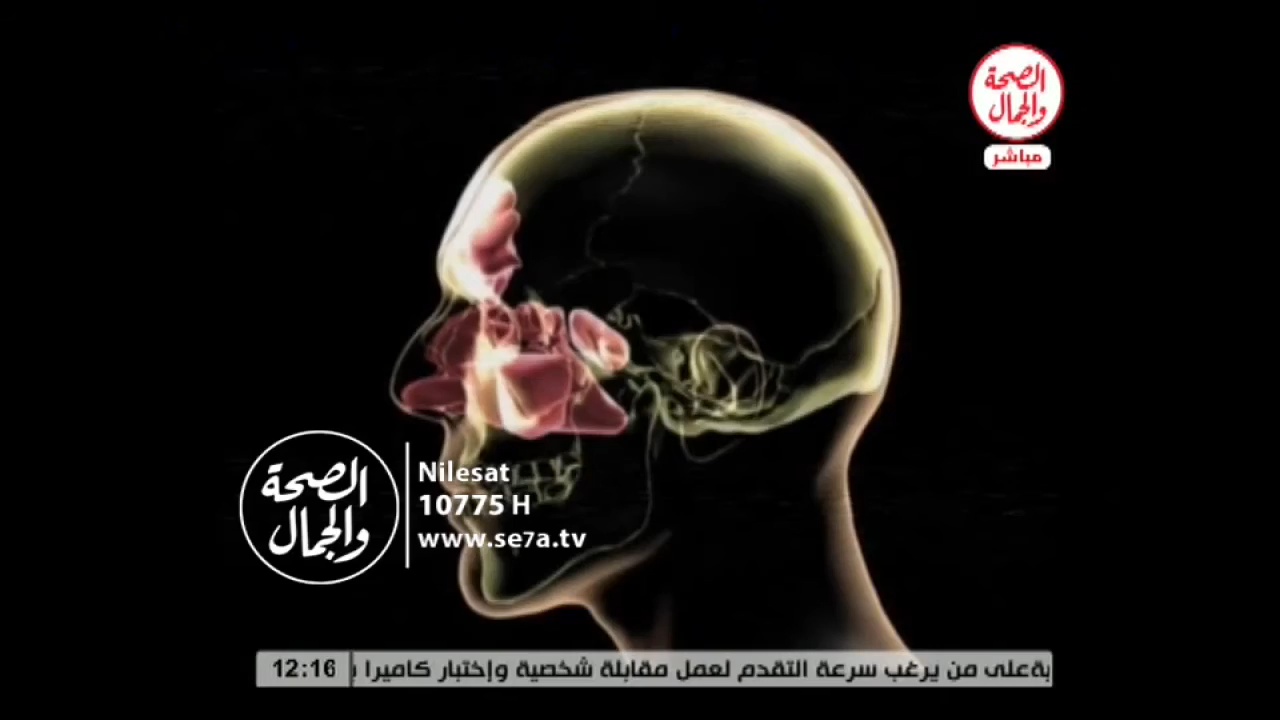 الصحة
والجمال
مباشر
الصحة
والجمال
Nilesat
10775 H
www.se7a.tv
12:16
على من يرغب سرعة التقدم لعمل مقابلة شخصية وإختبار كاميرا